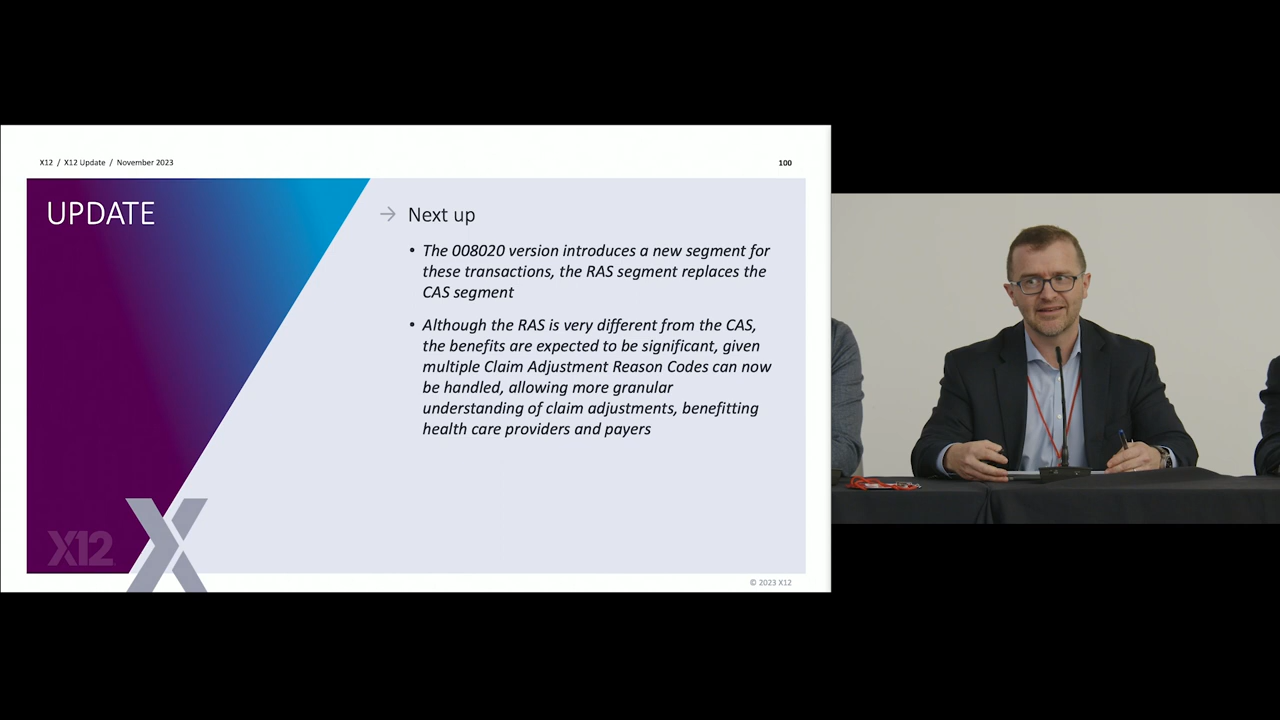 X12 / X12 Update / November 2023
100
UPDATE
→ Next up
• The 008020 version introduces a new segment for
these transactions, the RAS segment replaces the
CAS segment
• Although the RAS is very different from the CAS,
the benefits are expected to be significant, given
multiple Claim Adjustment Reason Codes can now
be handled, allowing more granular
understanding of claim adjustments, benefitting
health care providers and payers
X12
X
© 2023 X12